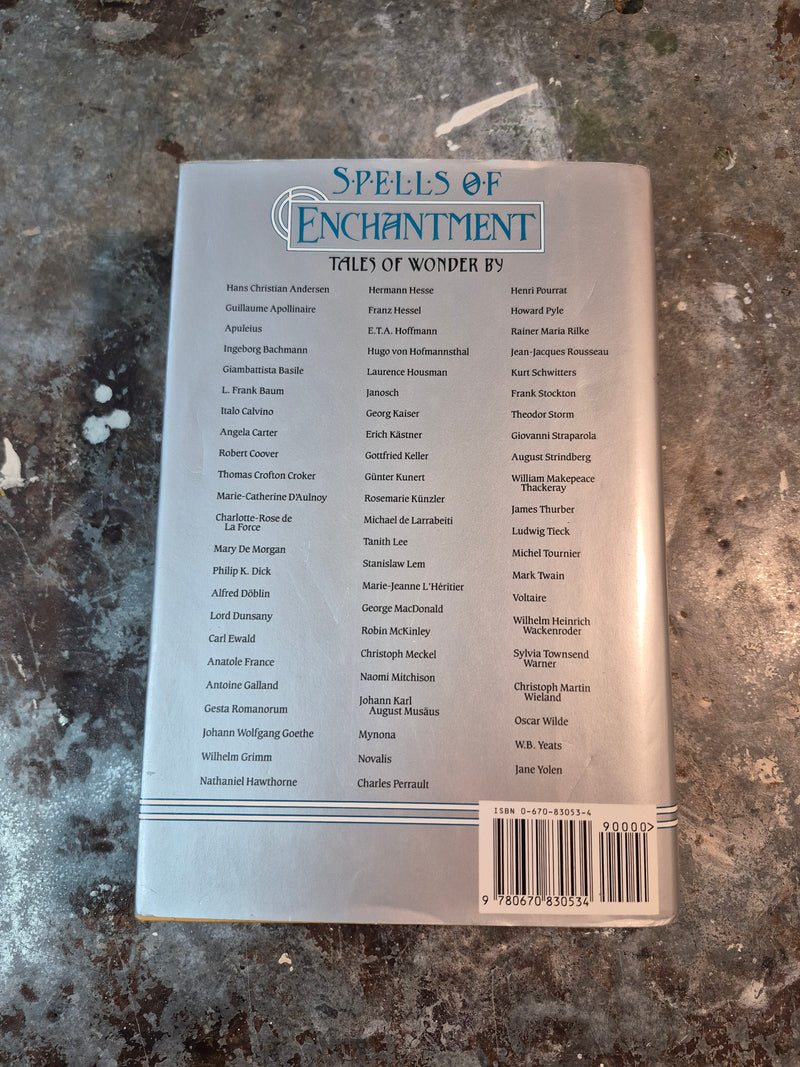 S·P·E·L·L·S OF
ENCHANTMENT
TALES OF WONDER BY
Hans Christian Andersen
Guillaume Apollinaire
Apuleius
Ingeborg Bachmann
Giambattista Basile
L. Frank Baum
Italo Calvino
Angela Carter
Robert Coover
Thomas Crofton Croker
Marie-Catherine D'Aulnoy
Charlotte-Rose de
La Force
Mary De Morgan
Philip K. Dick
Alfred Döblin
Lord Dunsany
Carl Ewald
Anatole France
Antoine Galland
Gesta Romanorum
Johann Wolfgang Goethe
Wilhelm Grimm
Nathaniel Hawthorne
Hermann Hesse
Franz Hessel
E.T.A. Hoffmann
Hugo von Hofmannsthal
Laurence Housman
Janosch
Georg Kaiser
Erich Kästner
Gottfried Keller
Günter Kunert
Rosemarie Künzler
Michael de Larrabeiti
Tanith Lee
Stanislaw Lem
Marie-Jeanne L'Héritier
George MacDonald
Robin McKinley
Christoph Meckel
Naomi Mitchison
Johann Karl
August Musäus
Mynona
Novalis
Charles Perrault
Henri Pourrat
Howard Pyle
Rainer Maria Rilke
Jean-Jacques Rousseau
Kurt Schwitters
Frank Stockton
Theodor Storm
Giovanni Straparola
August Strindberg
William Makepeace
Thackeray
James Thurber
Ludwig Tieck
Michel Tournier
Mark Twain
Voltaire
Wilhelm Heinrich
Wackenroder
Sylvia Townsend
Warner
Christoph Martin
Wieland
Oscar Wilde
W.B. Yeats
Jane Yolen
ISBN 0-670-83053-4
90000>
9 780670 830534